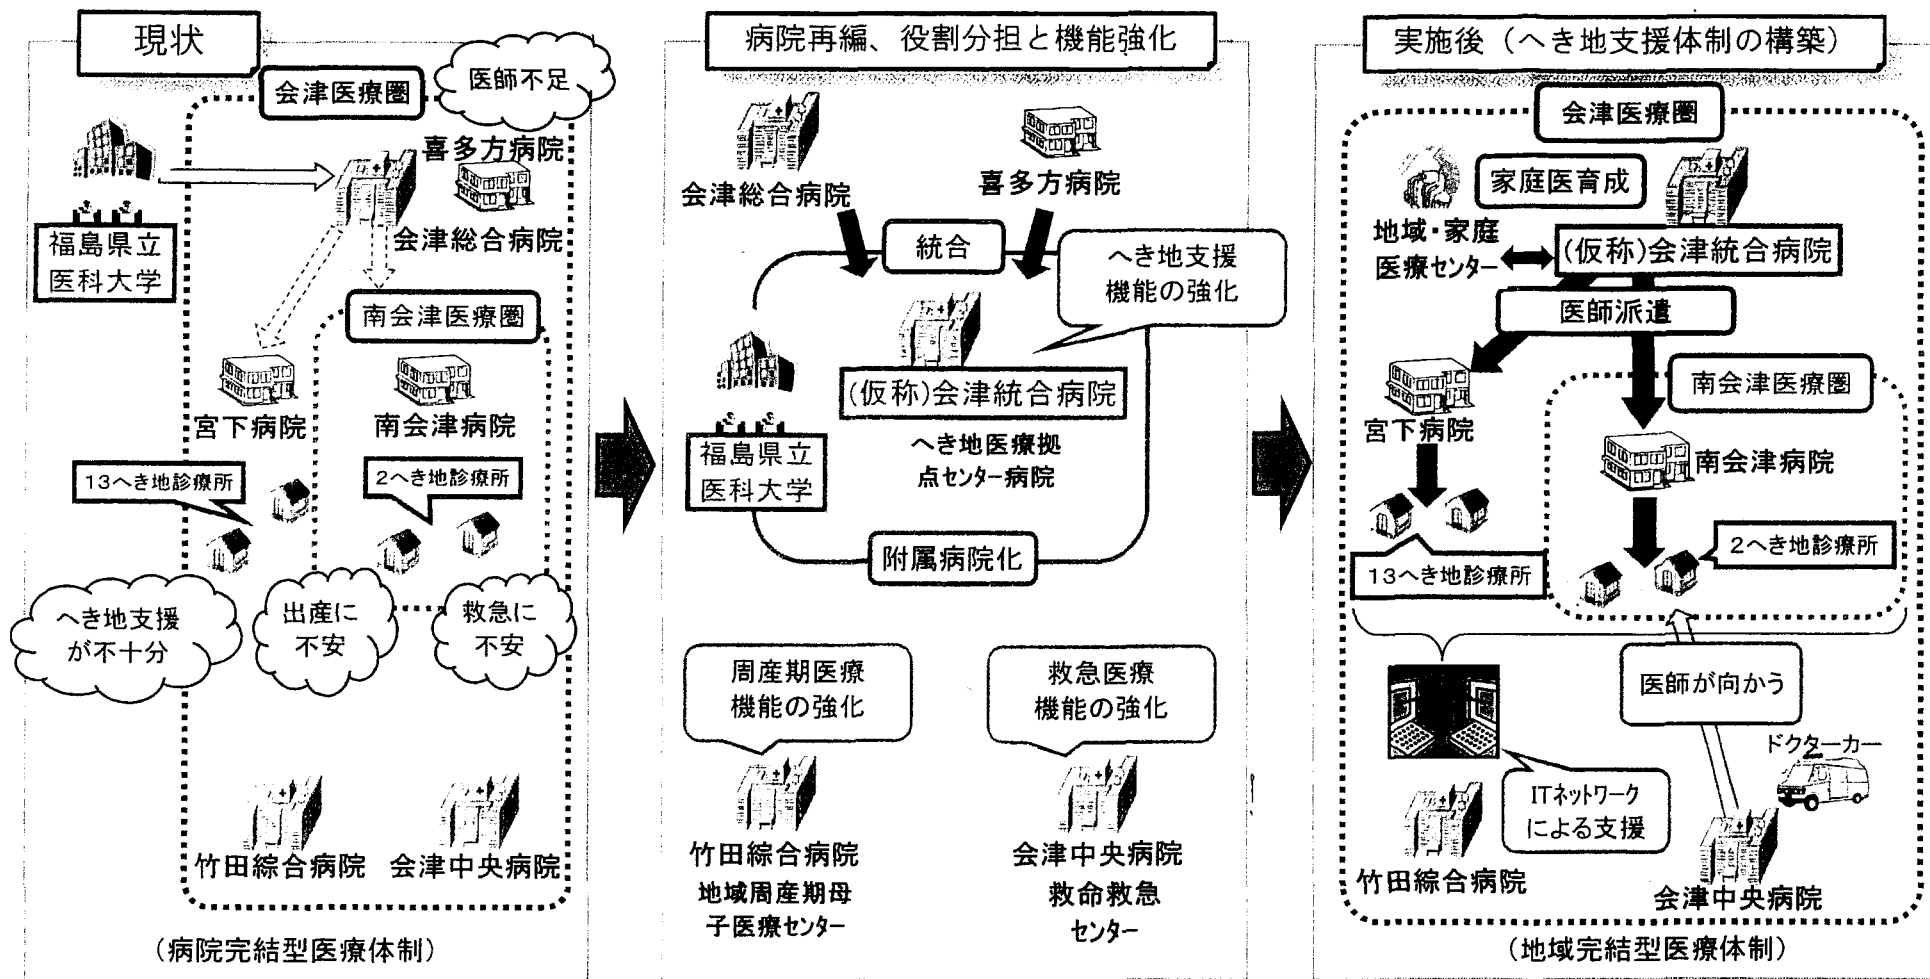 現状
会津医療圏
医師不足
喜多方病院
会津総合病院
福島県立
医科大学
南会津医療圏
宮下病院
南会津病院
13へき地診療所
2へき地診療所
へき地支援
が不十分
出産に
不安
救急に
不安
竹田綜合病院
会津中央病院
(病院完結型医療体制)
病院再編、役割分担と機能強化
会津総合病院
喜多方病院
統合
へき地支援
機能の強化
(仮称)会津統合病院
へき地医療拠
点センター病院
福島県立
医科大学
附属病院化
周産期医療
機能の強化
救急医療
機能の強化
竹田綜合病院
地域周産期母
子医療センター
会津中央病院
救命救急
センター
実施後(へき地支援体制の構築)
会津医療圏
家庭医育成
地域・家庭
医療センター
(仮称)会津統合病院
医師派遣
宮下病院
南会津医療圏
南会津病院
13へき地診療所
2へき地診療所
医師が向かう
ドクターカー
ITネットワーク
による支援
竹田綜合病院
会津中央病院
(地域完結型医療体制)